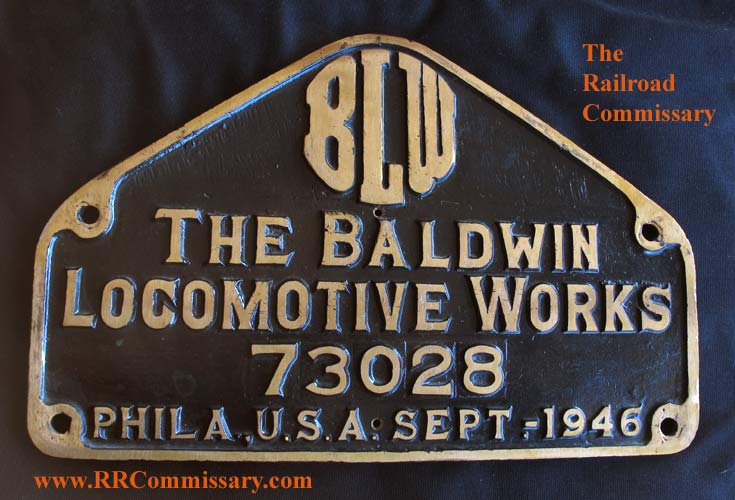 The
Railroad
Commissary
BLW
THE BALDWIN
LOCOMOTIVE WORKS
73028
PHILA., U.S.A. SEPT.-1946
www.RRCommissary.com